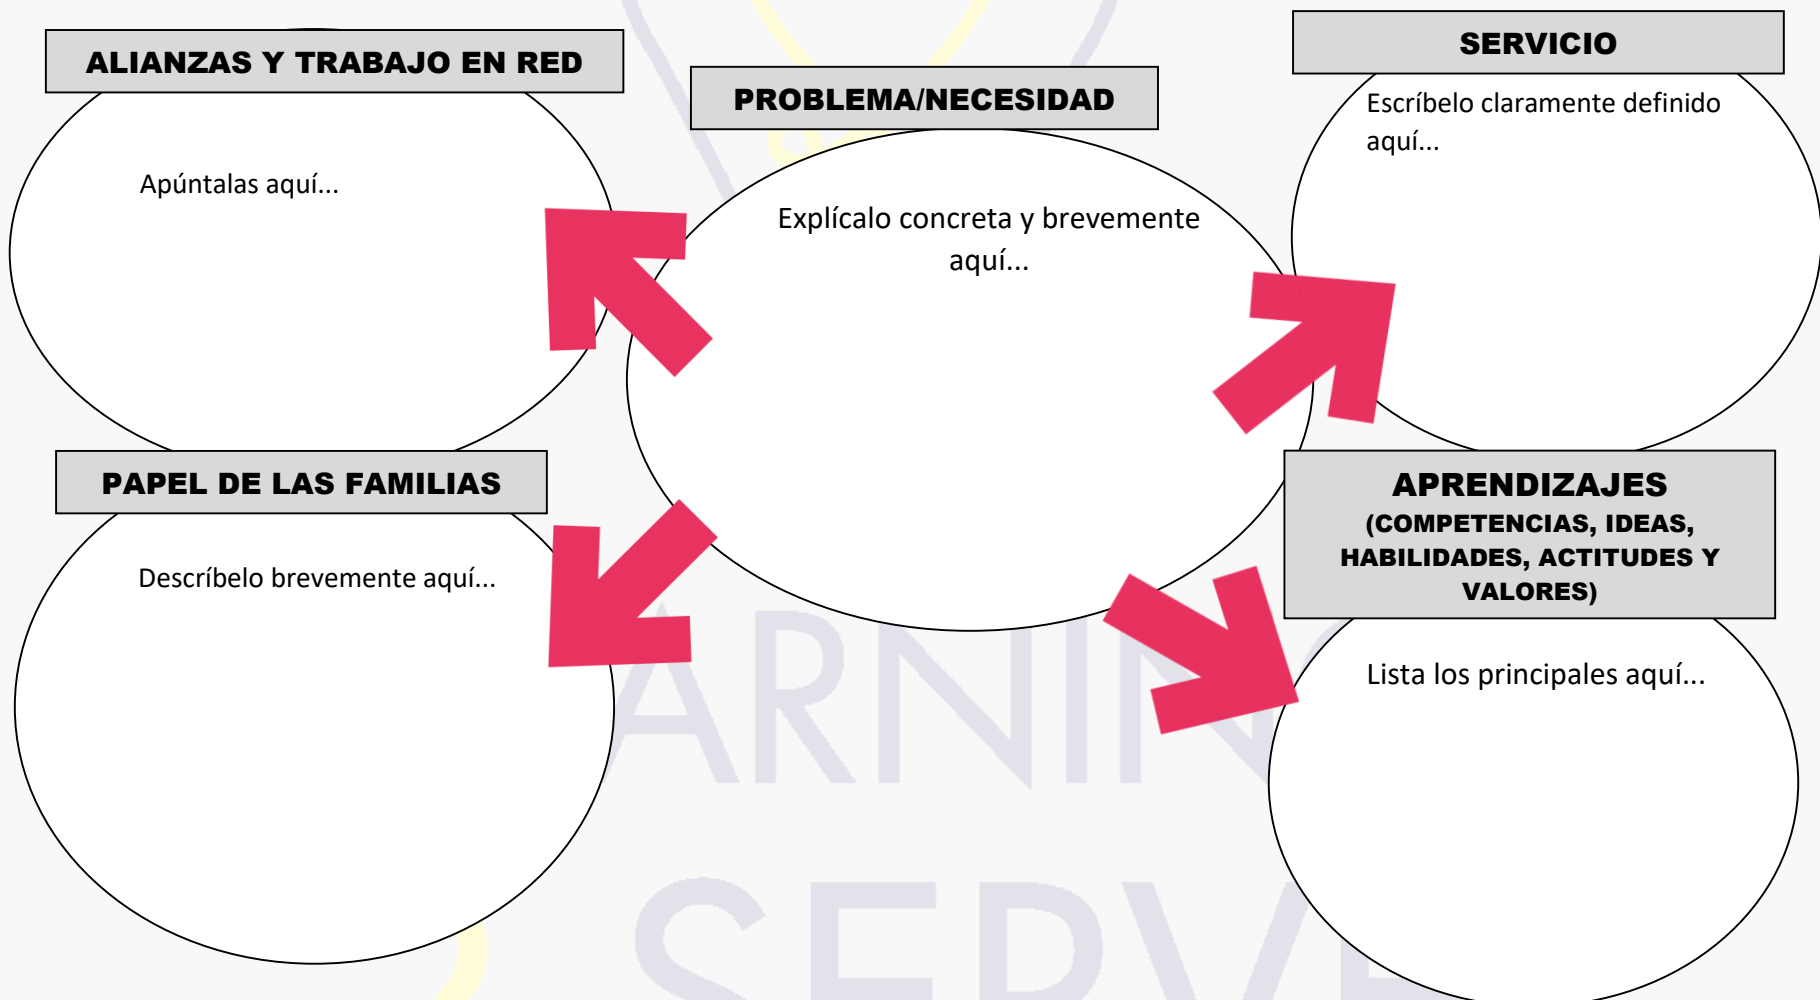 ALIANZAS Y TRABAJO EN RED
Apúntalas aquí...
PROBLEMA/NECESIDAD
Explícalo concreta y brevemente
aquí...
SERVICIO
Escríbelo claramente definido
aquí...
PAPEL DE LAS FAMILIAS
Descríbelo brevemente aquí...
APRENDIZAJES
(COMPETENCIAS, IDEAS,
HABILIDADES, ACTITUDES Y
VALORES)
Lista los principales aquí...